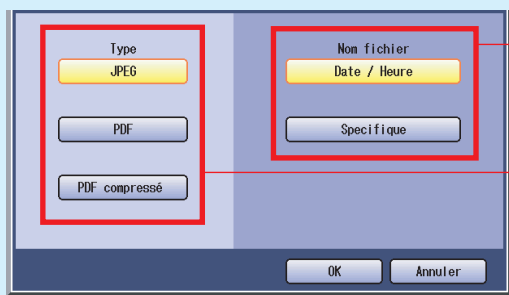 Type
JPEG
PDF
PDF compressé
Nom fichier
Date / Heure
Specifique
OK
Annuler